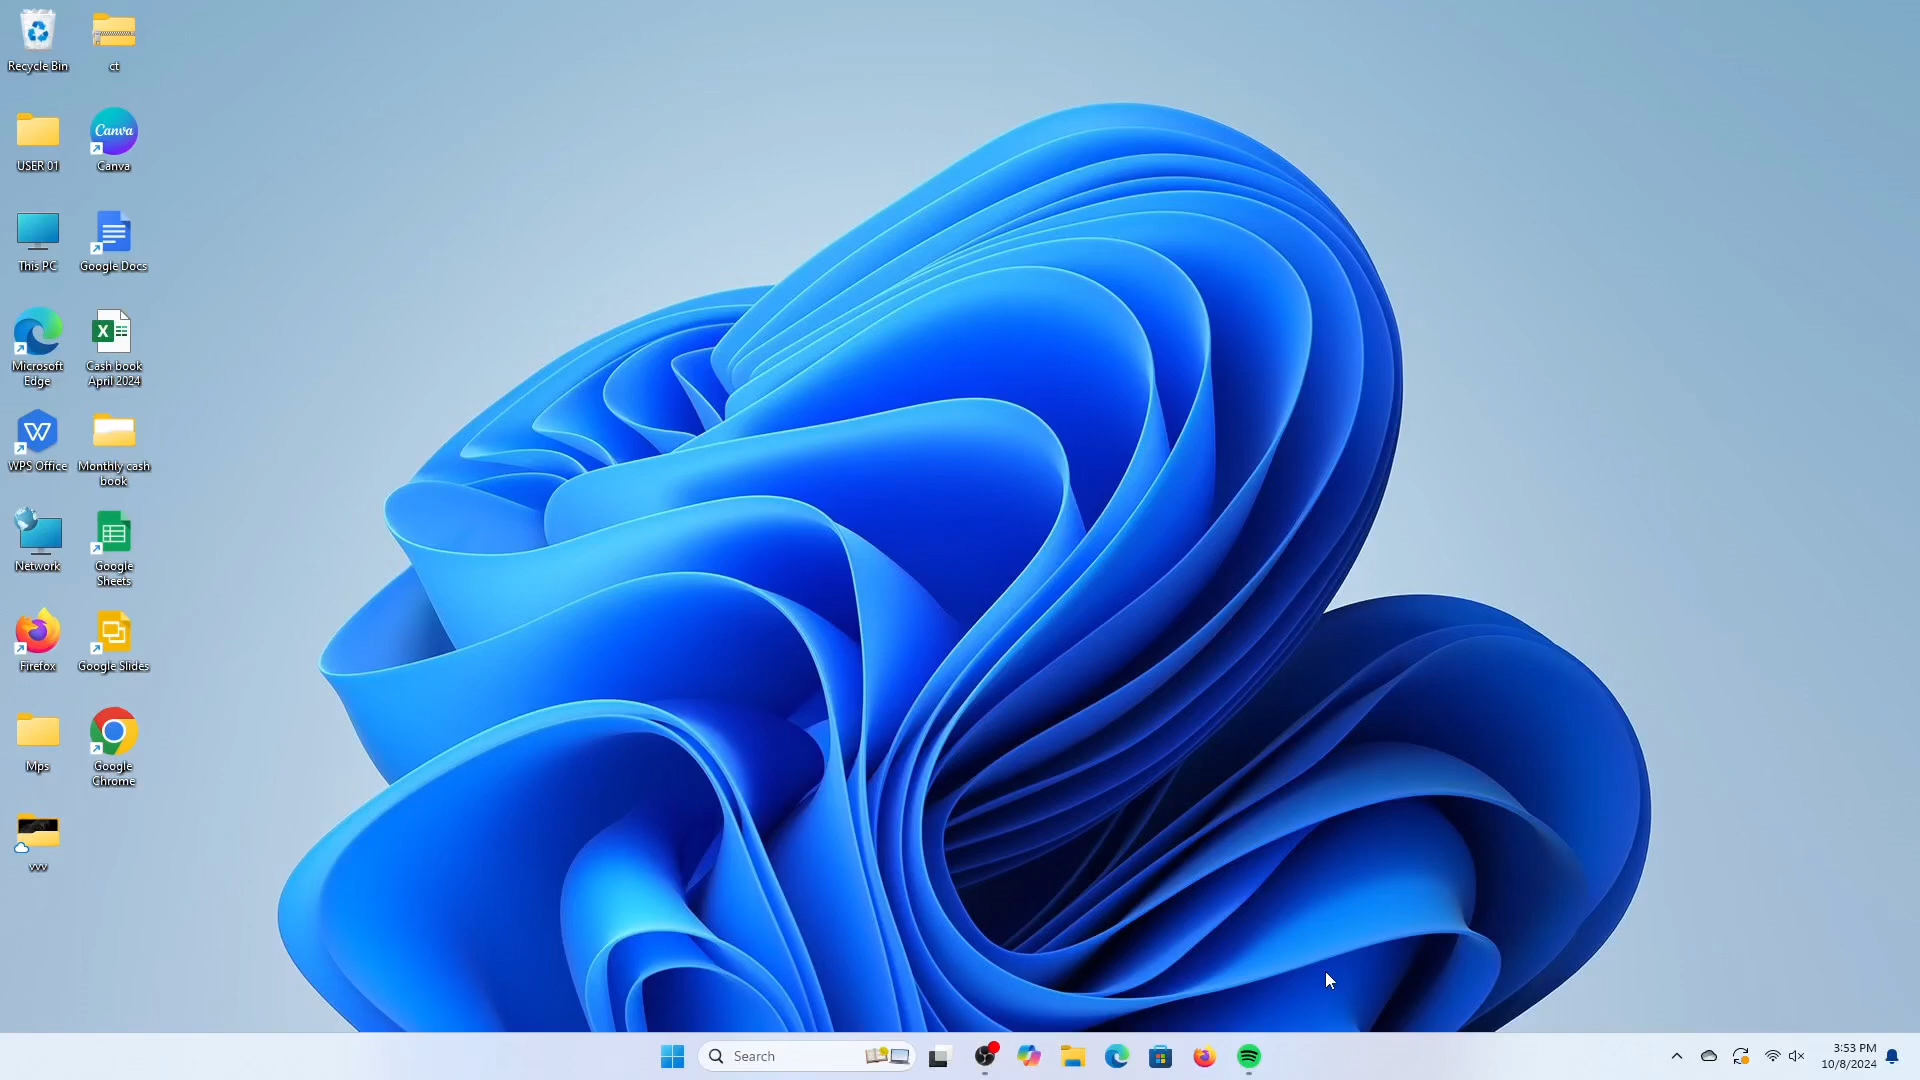 Recycle Bin
ct
USER 01
Canva
Canva
This PC
Google Docs
Microsoft
Edge
Cash book
April 2024
WPS Office
Monthly cash
book
Network
Google
Sheets
Firefox
Google Slides
Mps
Google
Chrome
vvv
Search
3:53 PM
10/8/2024